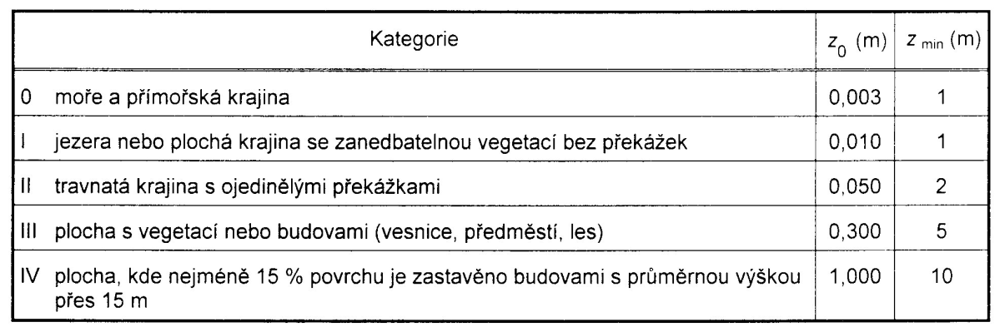 Kategorie z0 (m) z min (m)
0 moře a přímořská krajina 0,003 1
I jezera nebo plochá krajina se zanedbatelnou vegetací bez překážek 0,010 1
II travnatá krajina s ojedinělými překážkami 0,050 2
III plocha s vegetací nebo budovami (vesnice, předměstí, les) 0,300 5
IV plocha, kde nejméně 15 % povrchu je zastavěno budovami s průměrnou výškou 1,000 10
přes 15 m